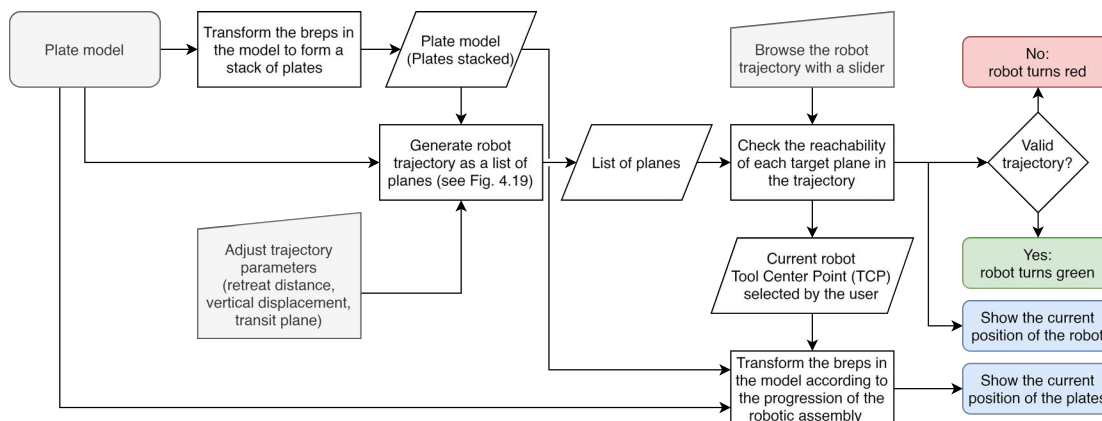 Plate model
Transform the breps in
the model to form a
stack of plates
Plate model
(Plates stacked)
Browse the robot
trajectory with a slider
No:
robot turns red
Generate robot
trajectory as a list of
planes (see Fig. 4.19)
List of planes
Check the reachability
of each target plane in
the trajectory
Valid
trajectory?
Adjust trajectory
parameters
(retreat distance,
vertical displacement,
transit plane)
Current robot
Tool Center Point (TCP)
selected by the user
Yes:
robot turns green
Show the current
position of the robot
Transform the breps in
the model according to
the progression of the
robotic assembly
Show the current
position of the plates